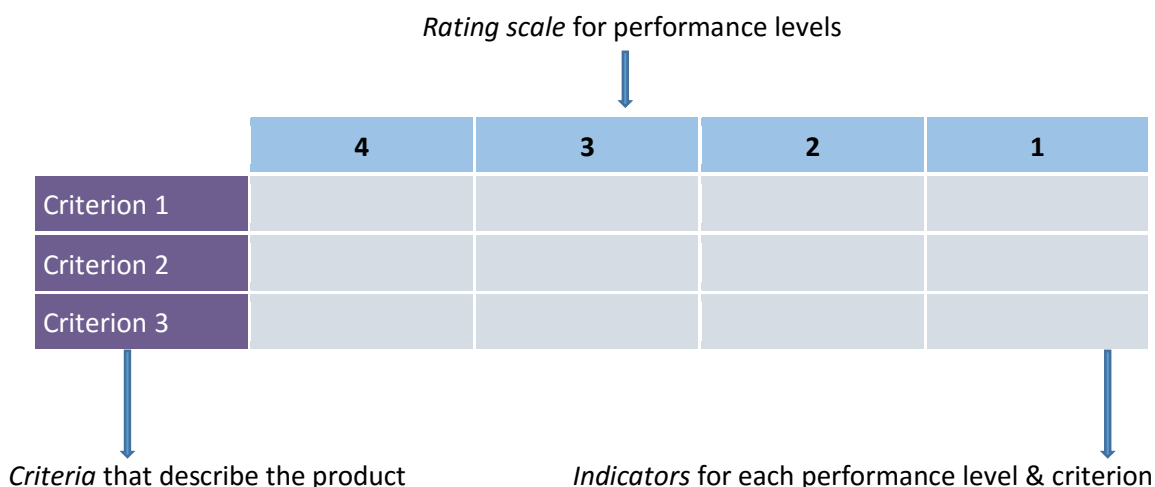 Rating scale for performance levels
4 3 2 1
Criterion 1
Criterion 2
Criterion 3
Criteria that describe the product
Indicators for each performance level & criterion